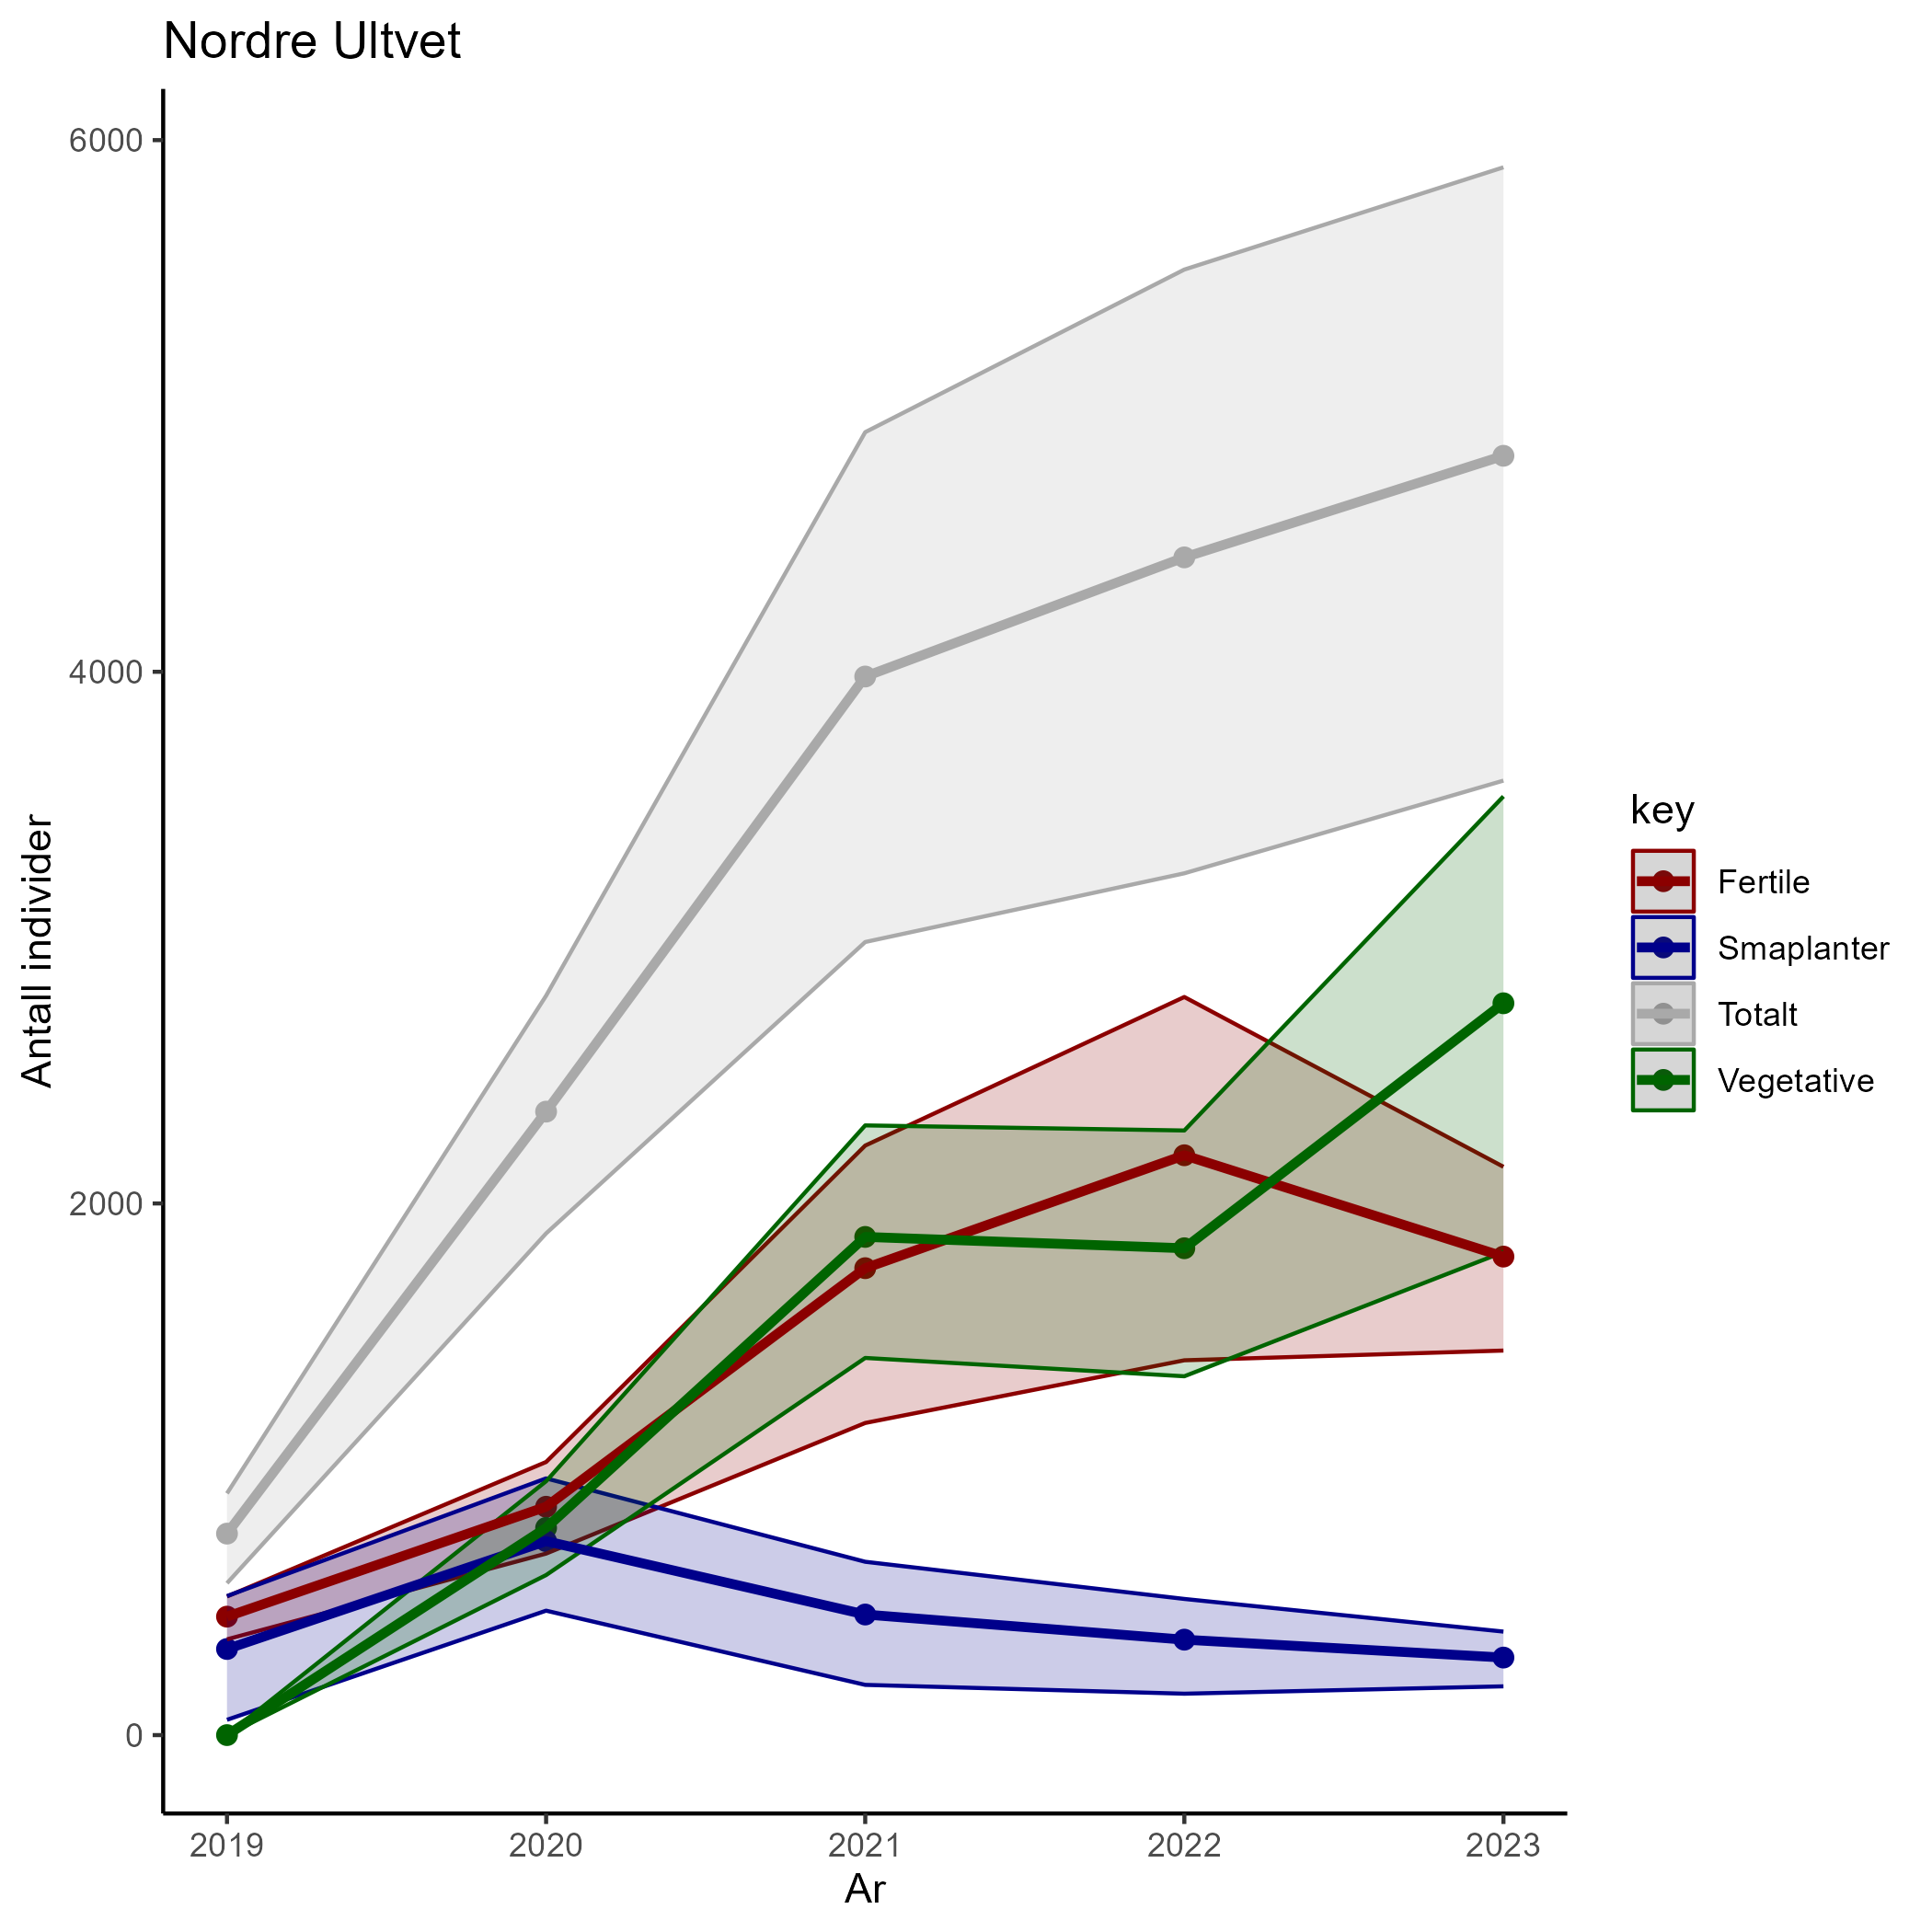 Nordre Ultvet
6000
4000
2000
0
Antall individer
2019
2020
2021
2022
2023
Ar
key
Fertile
Smaplanter
Totalt
Vegetative